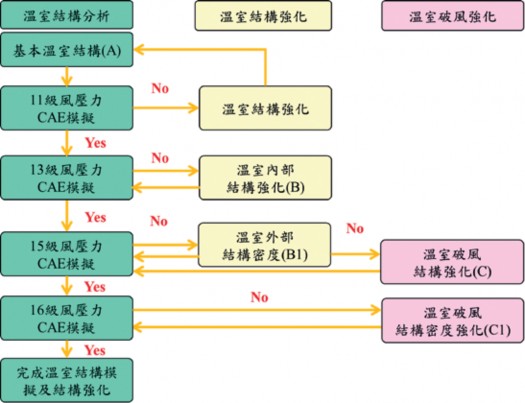 溫室結構分析
溫室結構強化
溫室破風強化
基本溫室結構(A)
No
11級風壓力
CAE模擬
溫室結構強化
Yes
No
13級風壓力
CAE模擬
溫室內部
結構強化(B)
Yes
No
No
15級風壓力
CAE模擬
溫室外部
結構密度(B1)
溫室破風
結構強化(C)
Yes
No
16級風壓力
CAE模擬
溫室破風
結構密度強化(C1)
Yes
完成溫室結構模
擬及結構強化